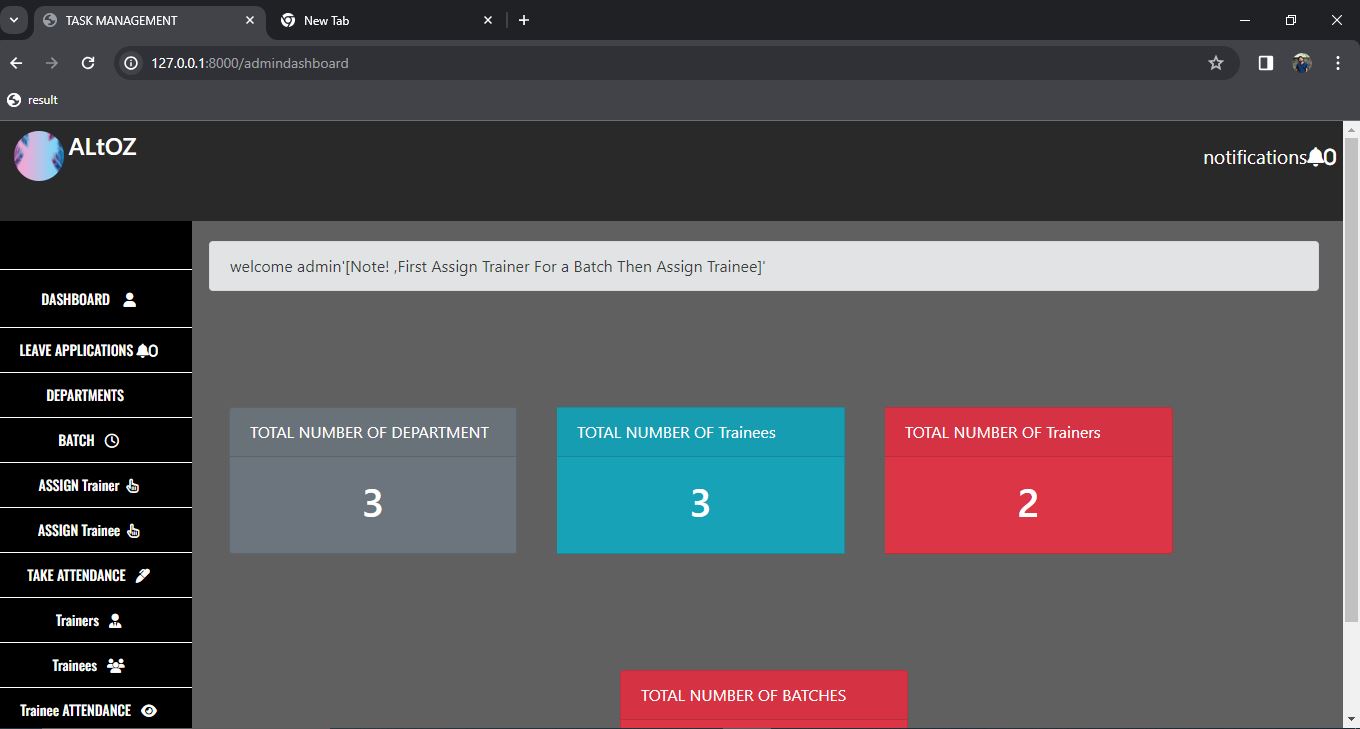 TASK MANAGEMENT
New Tab
127.0.0.1:8000/admindashboard
result
ALtOZ
notifications0
welcome admin'[Note! ,First Assign Trainer For a Batch Then Assign Trainee]'
DASHBOARD
LEAVE APPLICATIONS 0
DEPARTMENTS
BATCH
ASSIGN Trainer
ASSIGN Trainee
TAKE ATTENDANCE
Trainers
Trainees
Trainee ATTENDANCE
TOTAL NUMBER OF DEPARTMENT
3
TOTAL NUMBER OF Trainees
3
TOTAL NUMBER OF Trainers
2
TOTAL NUMBER OF BATCHES